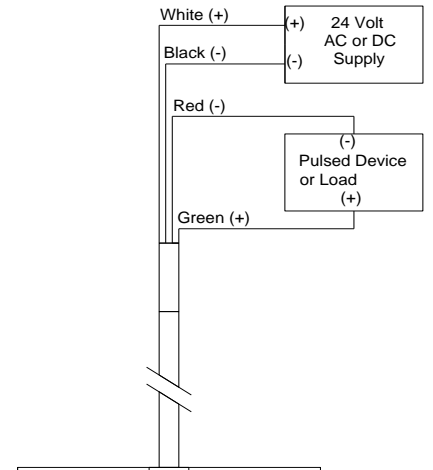 White (+)
(+) 24 Volt
AC or DC
Black (-)
(-) Supply
Red (-)
(-)
Pulsed Device
or Load
(+)
Green (+)